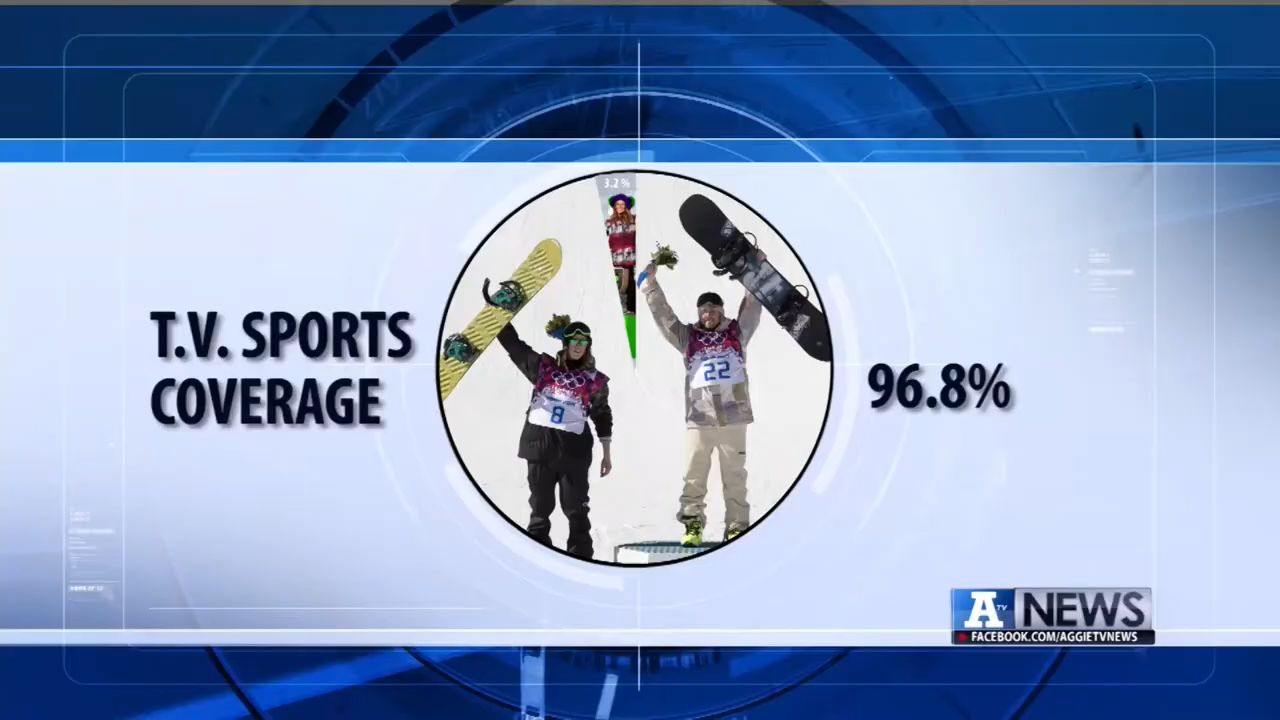 3.2 %
T.V. SPORTS
COVERAGE
22
8
96.8%
A TV NEWS
FACEBOOK.COM/AGGIETVNEWS